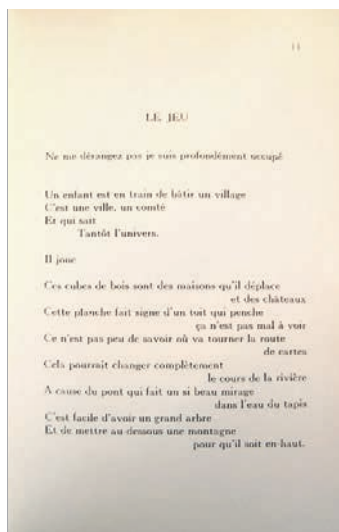 11
LE JEU
Ne me dérangez pas je suis profondément occupé
Un enfant est en train de bâtir un village
C'est une ville, un comté
Et qui sait
Tantôt l'univers.
Il joue
Ces cubes de bois sont des maisons qu'il déplace
et des châteaux
Cette planche fait signe d'un toit qui penche
ça n'est pas mal à voir
Ce n'est pas peu de savoir où va tourner la route
de cartes
Cela pourrait changer complètement
le cours de la rivière
A cause du pont qui fait un si beau mirage
dans l'eau du tapis
C'est facile d'avoir un grand arbre
Et de mettre au dessous une montagne
pour qu'il soit en-haut.